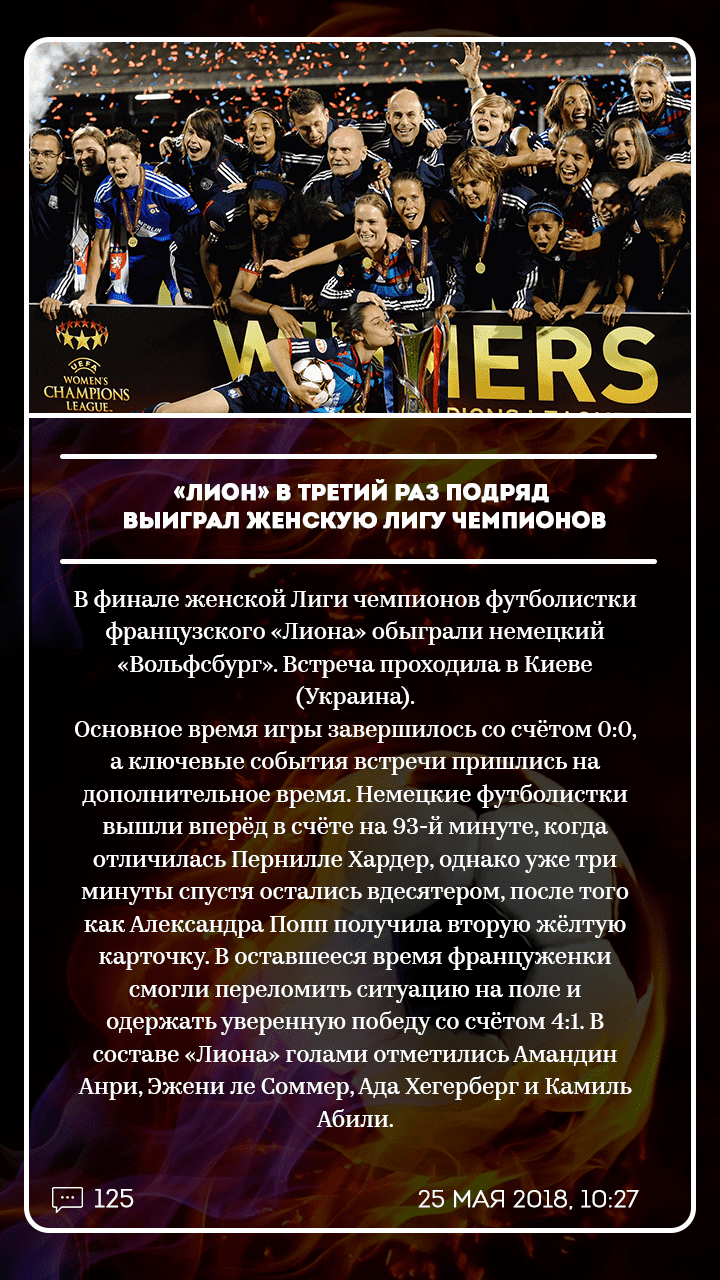 WINNERS
UEFA
WOMEN'S
CHAMPIONS
LEAGUE
«ЛИОН» В ТРЕТИЙ РАЗ ПОДРЯД
ВЫИГРАЛ ЖЕНСКУЮ ЛИГУ ЧЕМПИОНОВ
В финале женской Лиги чемпионов футболистки
французского «Лиона» обыграли немецкий
«Вольфсбург». Встреча проходила в Киеве
(Украина).
Основное время игры завершилось со счётом 0:0,
а ключевые события встречи пришлись на
дополнительное время. Немецкие футболистки
вышли вперёд в счёте на 93-й минуте, когда
отличилась Пернилле Хардер, однако уже три
минуты спустя остались вдесятером, после того
как Александра Попп получила вторую жёлтую
карточку. В оставшееся время француженки
смогли переломить ситуацию на поле и
одержать уверенную победу со счётом 4:1. В
составе «Лиона» голами отметились Амандин
Анри, Эжени ле Соммер, Ада Хегерберг и Камиль
Абили.
125
25 МАЯ 2018, 10:27